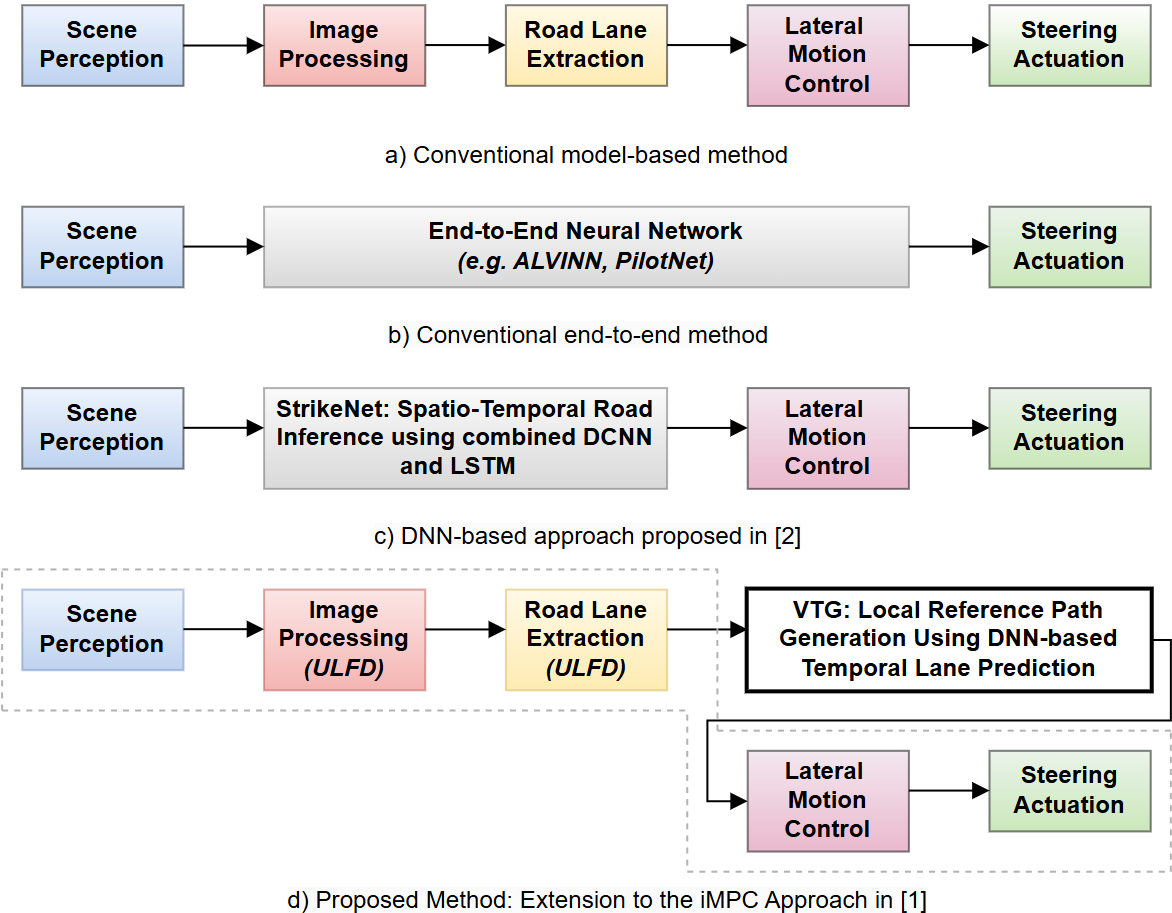 Scene
Perception
Image
Processing
Road Lane
Extraction
Lateral
Motion
Control
Steering
Actuation
a) Conventional model-based method
Scene
Perception
End-to-End Neural Network
(e.g. ALVINN, PilotNet)
Steering
Actuation
b) Conventional end-to-end method
Scene
Perception
StrikeNet: Spatio-Temporal Road
Inference using combined DCNN
and LSTM
Lateral
Motion
Control
Steering
Actuation
c) DNN-based approach proposed in [2]
Scene
Perception
Image
Processing
(ULFD)
Road Lane
Extraction
(ULFD)
VTG: Local Reference Path
Generation Using DNN-based
Temporal Lane Prediction
Lateral
Motion
Control
Steering
Actuation
d) Proposed Method: Extension to the iMPC Approach in [1]